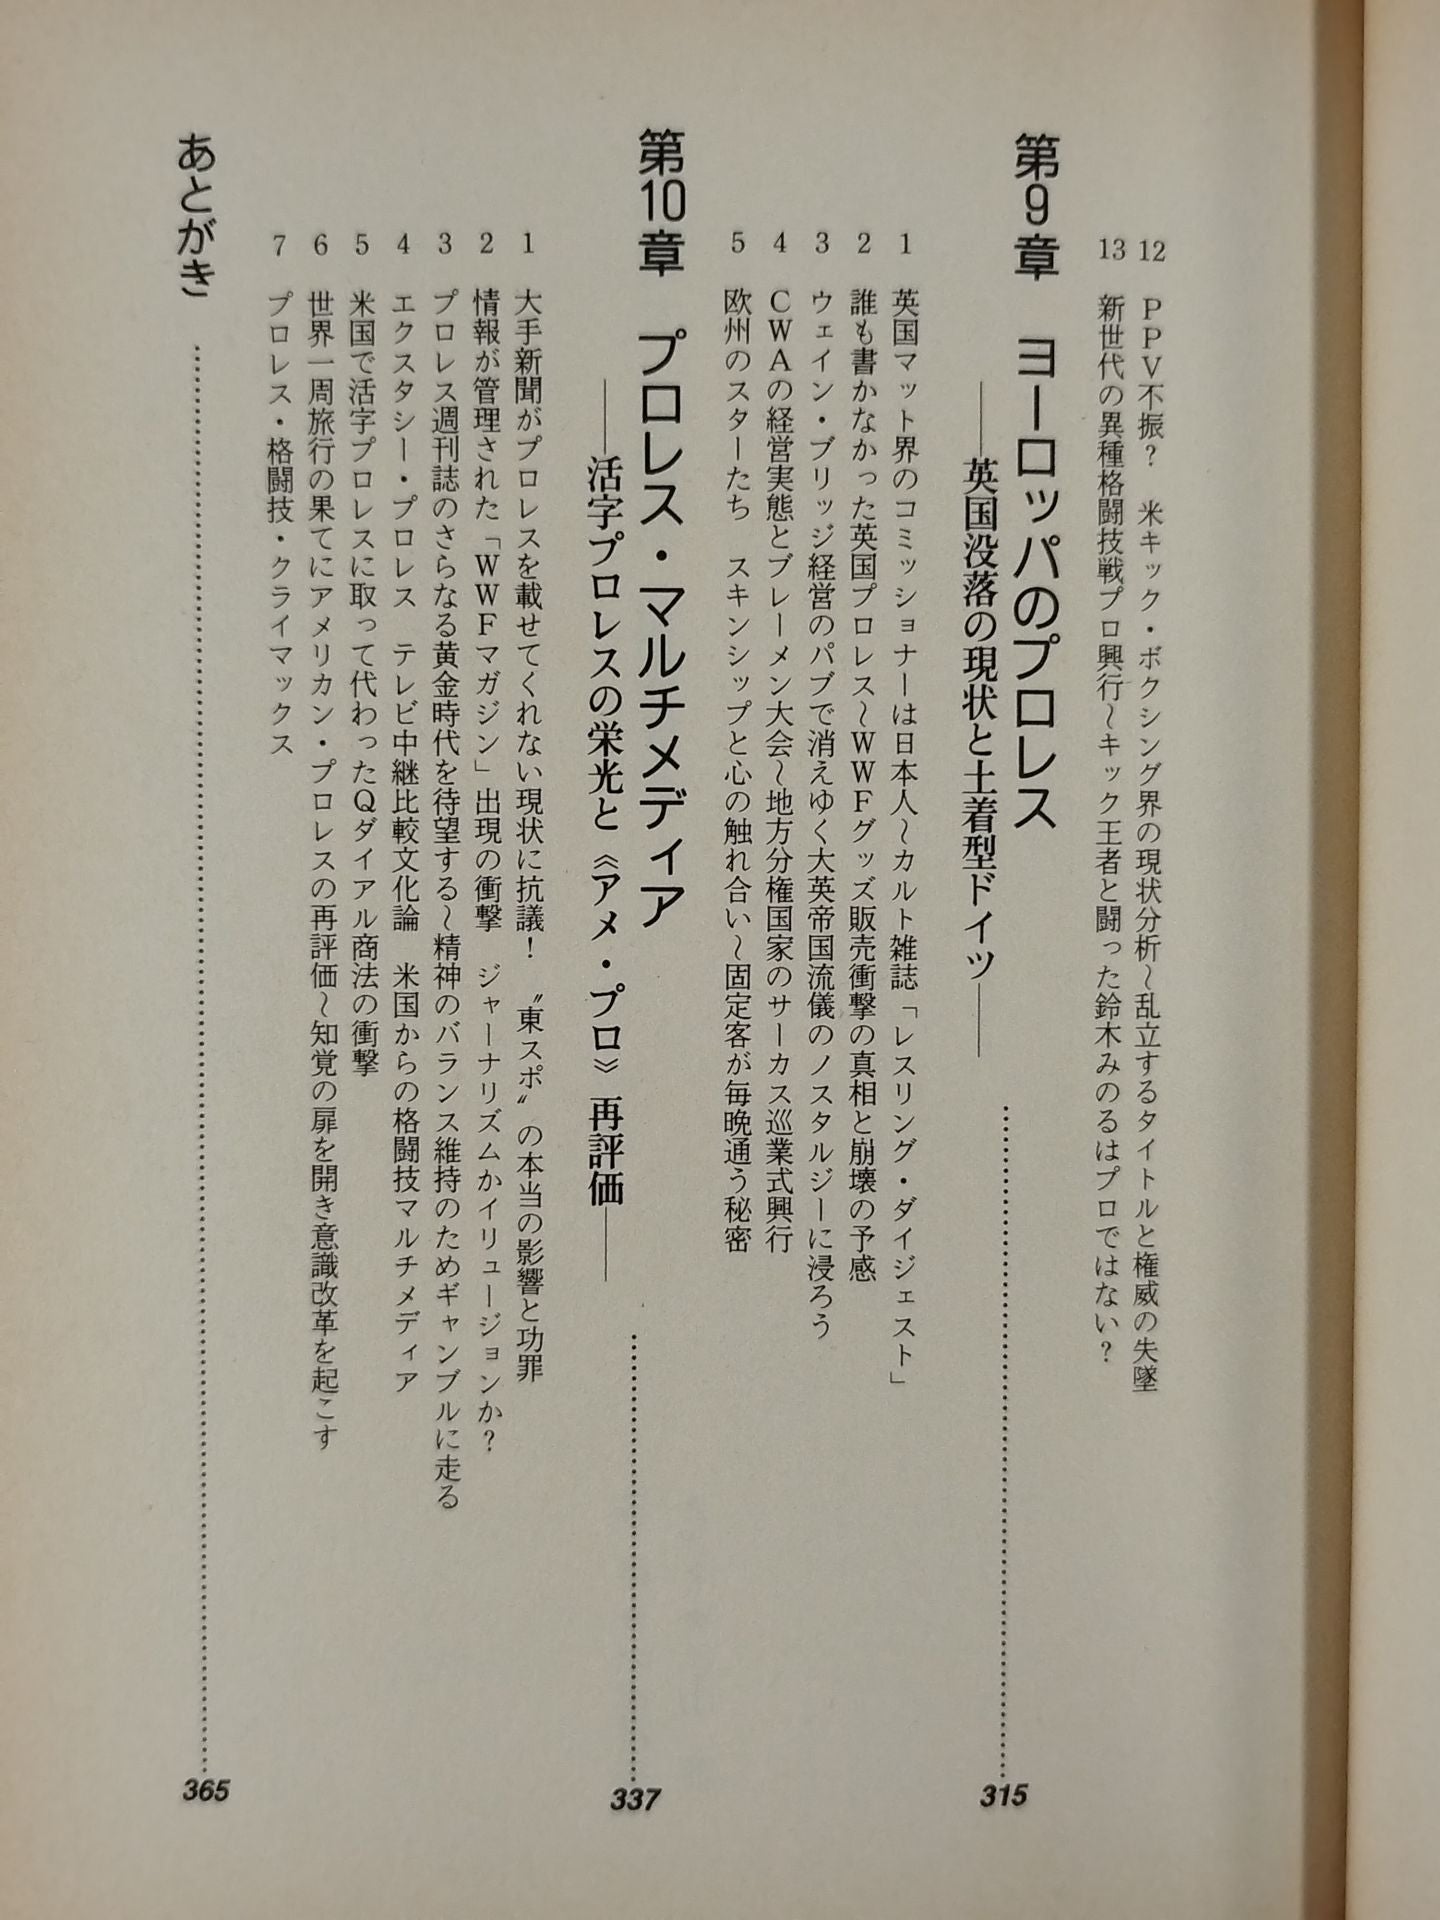 12 PPV不振？ 米キック・ボクシング界の現状分析～乱立するタイトルと権威の失墜
13 新世代の異種格闘技戦プロ興行～キック王者と闘った鈴木みのるはプロではない？
第9章 ヨーロッパのプロレス
――英国没落の現状と土着型ドイツ――
315
1 英国マット界のコミッショナーは日本人～カルト雑誌「レスリング・ダイジェスト」
2 誰も書かなかった英国プロレス～WWFグッズ販売衝撃の真相と崩壊の予感
3 ウェイン・ブリッジ経営のパブで消えゆく大英帝国流儀のノスタルジーに浸ろう
4 CWAの経営実態とブレーメン大会～地方分権国家のサーカス巡業式興行
5 欧州のスターたち スキンシップと心の触れ合い～固定客が毎晩通う秘密
第10章 プロレス・マルチメディア
――活字プロレスの栄光と《アメ・プロ》再評価――
337
1 大手新聞がプロレスを載せてくれない現状に抗議！ 〝東スポ〟の本当の影響と功罪
2 情報が管理された「WWFマガジン」出現の衝撃 ジャーナリズムかイリュージョンか？
3 プロレス週刊誌のさらなる黄金時代を待望する～精神のバランス維持のためギャンブルに走る
4 エクスタシー・プロレス テレビ中継比較文化論 米国からの格闘技マルチメディア
5 米国で活字プロレスに取って代わったQダイアル商法の衝撃
6 世界一周旅行の果てにアメリカン・プロレスの再評価～知覚の扉を開き意識改革を起こす
7 プロレス・格闘技・クライマックス
あとがき
365